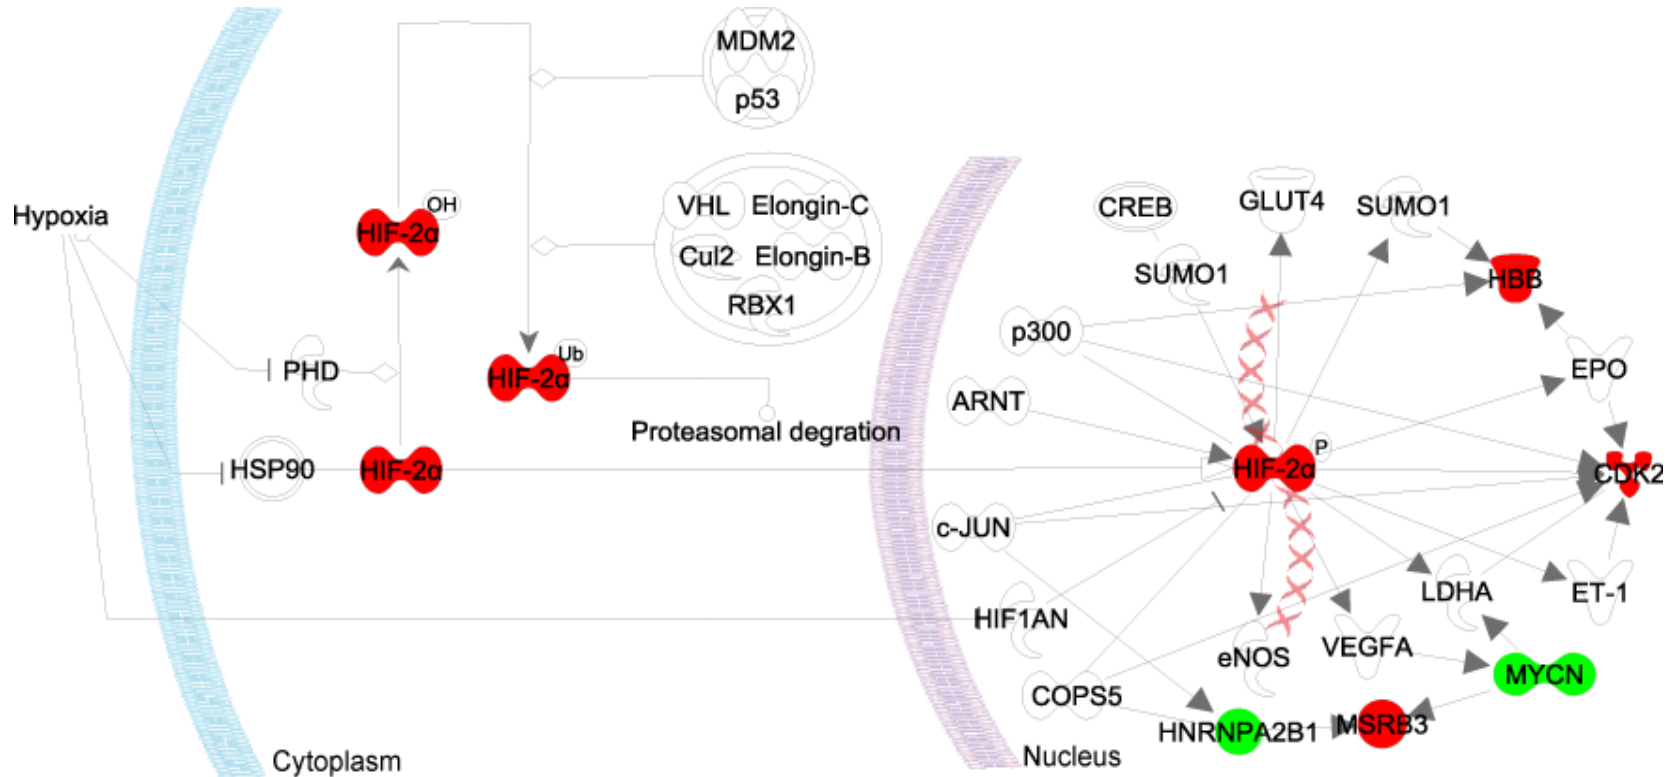 MDM2
p53
Hypoxia
OH
HIF-2α
VHL
Elongin-C
Cul2
Elongin-B
RBX1
PHD
Ub
HIF-2α
Proteasomal degration
HSP90
HIF-2α
CREB
GLUT4
SUMO1
SUMO1
HBB
p300
EPO
ARNT
P
HIF-2α
CDK2
c-JUN
HIF1AN
LDHA
ET-1
eNOS
VEGFA
MYCN
COPS5
HNRNPA2B1
MSRB3
Cytoplasm
Nucleus